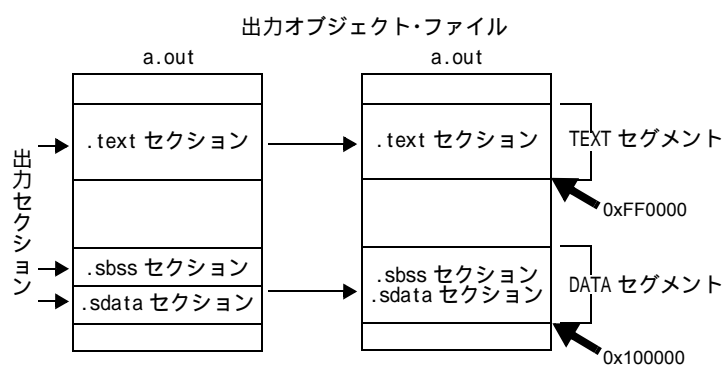 出力オブジェクト･ファイル
a.out
a.out
出力セクション
.text セクション
.text セクション
TEXT セグメント
0xFF0000
.sbss セクション
.sdata セクション
.sbss セクション
.sdata セクション
DATA セグメント
0x100000